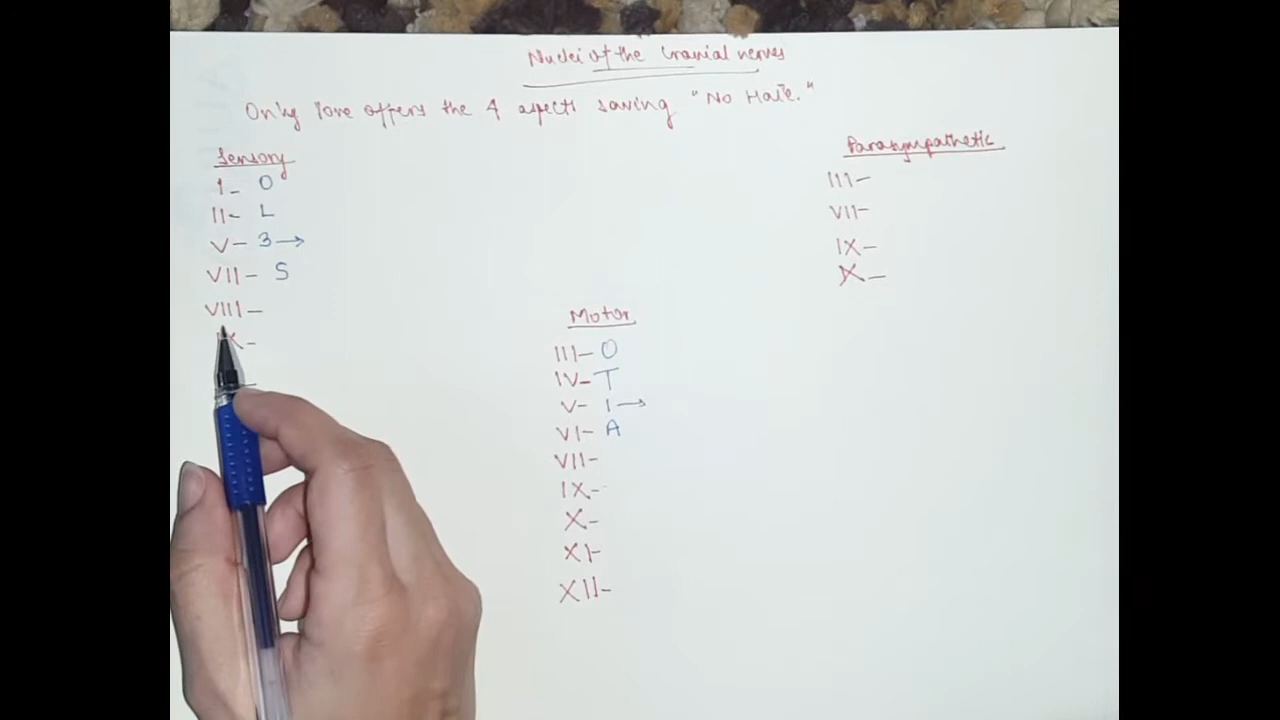 Nuclei of the Cranial nerves
Only love offers the 4 aspects saving "No Hate."
Sensory
I- O
II- L
V- 3→
VII- S
VIII-
IX-
Motor
III- O
IV- T
V- 1→
VI- A
VII-
IX-
X-
XI-
XII-
Parasympathetic
III-
VII-
IX-
X-